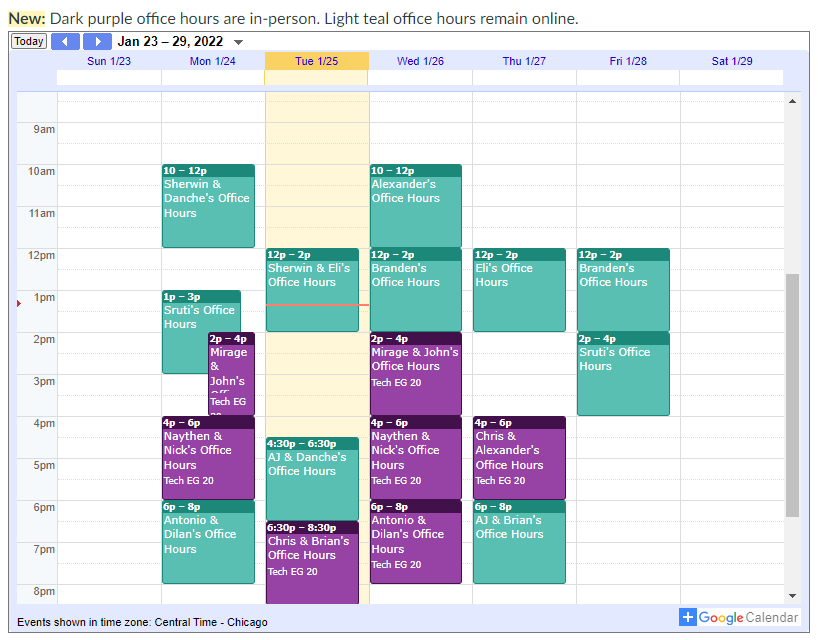 New: Dark purple office hours are in-person. Light teal office hours remain online.
Today Jan 23 – 29, 2022
Sun 1/23 Mon 1/24 Tue 1/25 Wed 1/26 Thu 1/27 Fri 1/28 Sat 1/29
9am
10am
11am
12pm
1pm
2pm
3pm
4pm
5pm
6pm
7pm
8pm
10 – 12p
Sherwin &
Danche's Office
Hours
1p – 3p
Sruti's Office
Hours
2p – 4p
Mirage
&
John's
Tech EG
4p – 6p
Naythen &
Nick's Office
Hours
Tech EG 20
6p – 8p
Antonio &
Dilan's Office
Hours
12p – 2p
Sherwin & Eli's
Office Hours
4:30p – 6:30p
AJ & Danche's
Office Hours
6:30p – 8:30p
Chris & Brian's
Office Hours
Tech EG 20
10 – 12p
Alexander's
Office Hours
12p – 2p
Branden's
Office Hours
2p – 4p
Mirage & John's
Office Hours
Tech EG 20
4p – 6p
Naythen &
Nick's Office
Hours
Tech EG 20
6p – 8p
Antonio &
Dilan's Office
Hours
Tech EG 20
12p – 2p
Eli's Office
Hours
4p – 6p
Chris &
Alexander's
Office Hours
Tech EG 20
6p – 8p
AJ & Brian's
Office Hours
12p – 2p
Branden's
Office Hours
2p – 4p
Sruti's Office
Hours
Events shown in time zone: Central Time - Chicago
Google Calendar